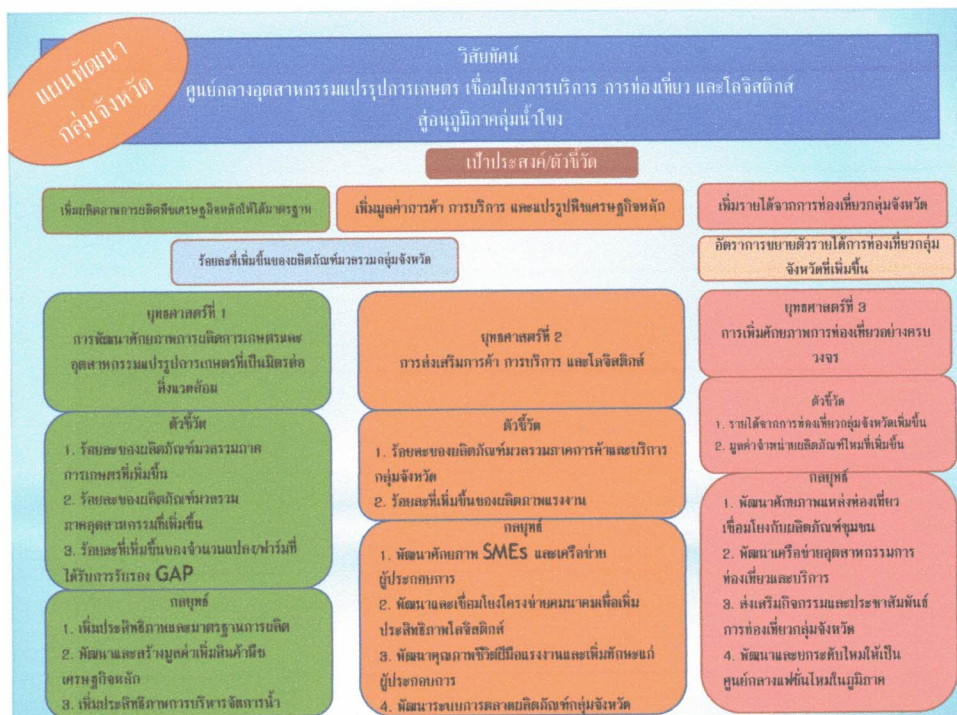 แผนพัฒนา
กลุ่มจังหวัด
วิสัยทัศน์
ศูนย์กลางอุตสาหกรรมแปรรูปการเกษตร เชื่อมโยงการบริการ การท่องเที่ยว และโลจิสติกส์
สู่อนุภูมิภาคลุ่มน้ำโขง
เป้าประสงค์/ตัวชี้วัด
เพิ่มผลิตภาพการผลิตพืชเศรษฐกิจหลักให้ได้มาตรฐาน
เพิ่มมูลค่าการค้า การบริการ และแปรรูปพืชเศรษฐกิจหลัก
เพิ่มรายได้จากการท่องเที่ยวกลุ่มจังหวัด
ร้อยละที่เพิ่มขึ้นของผลิตภัณฑ์มวลรวมกลุ่มจังหวัด
อัตราการขยายตัวรายได้การท่องเที่ยวกลุ่ม
จังหวัดที่เพิ่มขึ้น
ยุทธศาสตร์ที่ 1
การพัฒนาศักยภาพการผลิตการเกษตรและ
อุตสาหกรรมแปรรูปการเกษตรที่เป็นมิตรต่อ
สิ่งแวดล้อม
ตัวชี้วัด
1. ร้อยละของผลิตภัณฑ์มวลรวมภาค
การเกษตรที่เพิ่มขึ้น
2. ร้อยละของผลิตภัณฑ์มวลรวม
ภาคอุตสาหกรรมที่เพิ่มขึ้น
3. ร้อยละที่เพิ่มขึ้นของจำนวนแปลง/ฟาร์มที่
ได้รับการรับรอง GAP
กลยุทธ์
1. เพิ่มประสิทธิภาพและมาตรฐานการผลิต
2. พัฒนาและสร้างมูลค่าเพิ่มสินค้าพืช
เศรษฐกิจหลัก
3. เพิ่มประสิทธิภาพการบริหารจัดการน้ำ
ยุทธศาสตร์ที่ 2
การส่งเสริมการค้า การบริการ และโลจิสติกส์
ตัวชี้วัด
1. ร้อยละของผลิตภัณฑ์มวลรวมภาคการค้าและบริการ
กลุ่มจังหวัด
2. ร้อยละที่เพิ่มขึ้นของผลิตภาพแรงงาน
กลยุทธ์
1. พัฒนาศักยภาพ SMEs และเครือข่าย
ผู้ประกอบการ
2. พัฒนาและเชื่อมโยงโครงข่ายคมนาคมเพื่อเพิ่ม
ประสิทธิภาพโลจิสติกส์
3. พัฒนาคุณภาพชีวิตฝีมือแรงงานและเพิ่มทักษะแก่
ผู้ประกอบการ
4. พัฒนาระบบการตลาดผลิตภัณฑ์กลุ่มจังหวัด
ยุทธศาสตร์ที่ 3
การเพิ่มศักยภาพการท่องเที่ยวอย่างครบ
วงจร
ตัวชี้วัด
1. รายได้จากการท่องเที่ยวกลุ่มจังหวัดเพิ่มขึ้น
2. มูลค่าจำหน่ายผลิตภัณฑ์ไหมที่เพิ่มขึ้น
กลยุทธ์
1. พัฒนาศักยภาพแหล่งท่องเที่ยว
เชื่อมโยงกับผลิตภัณฑ์ชุมชน
2. พัฒนาเครือข่ายอุตสาหกรรมการ
ท่องเที่ยวและบริการ
3. ส่งเสริมกิจกรรมและประชาสัมพันธ์
การท่องเที่ยวกลุ่มจังหวัด
4. พัฒนาและยกระดับไหมให้เป็น
ศูนย์กลางแฟชั่นไหมในภูมิภาค